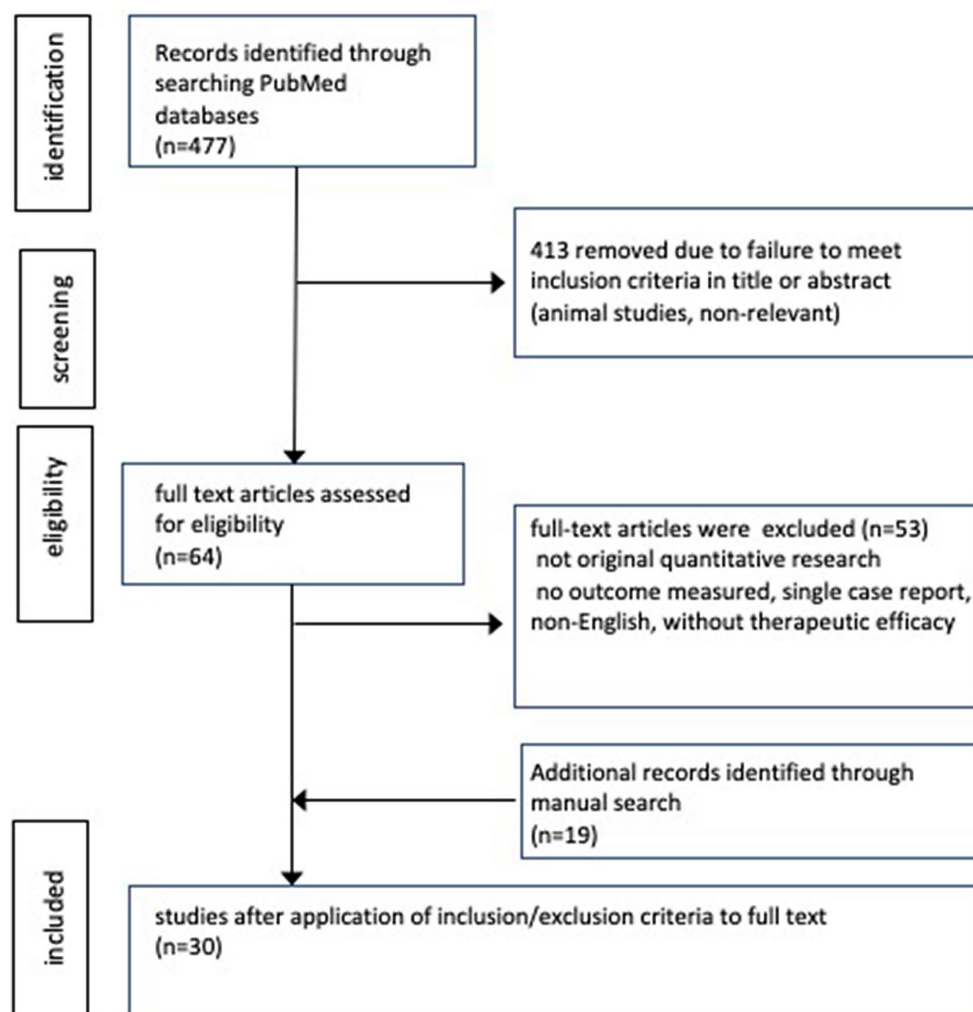 identification
Records identified through
searching PubMed
databases
(n=477)
screening
413 removed due to failure to meet
inclusion criteria in title or abstract
(animal studies, non-relevant)
eligibility
full text articles assessed
for eligibility
(n=64)
full-text articles were excluded (n=53)
not original quantitative research
no outcome measured, single case report,
non-English, without therapeutic efficacy
Additional records identified through
manual search
(n=19)
included
studies after application of inclusion/exclusion criteria to full text
(n=30)